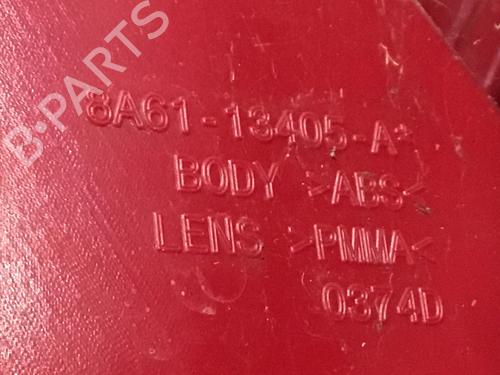 B-PARTS
8A61-13405-A*
BODY >ABS<
LENS >PMMA<
0374D